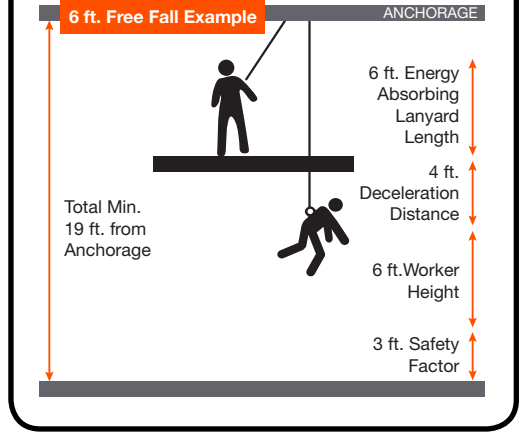 6 ft. Free Fall Example
ANCHORAGE
6 ft. Energy
Absorbing
Lanyard
Length
4 ft.
Deceleration
Distance
Total Min.
19 ft. from
Anchorage
6 ft.Worker
Height
3 ft. Safety
Factor